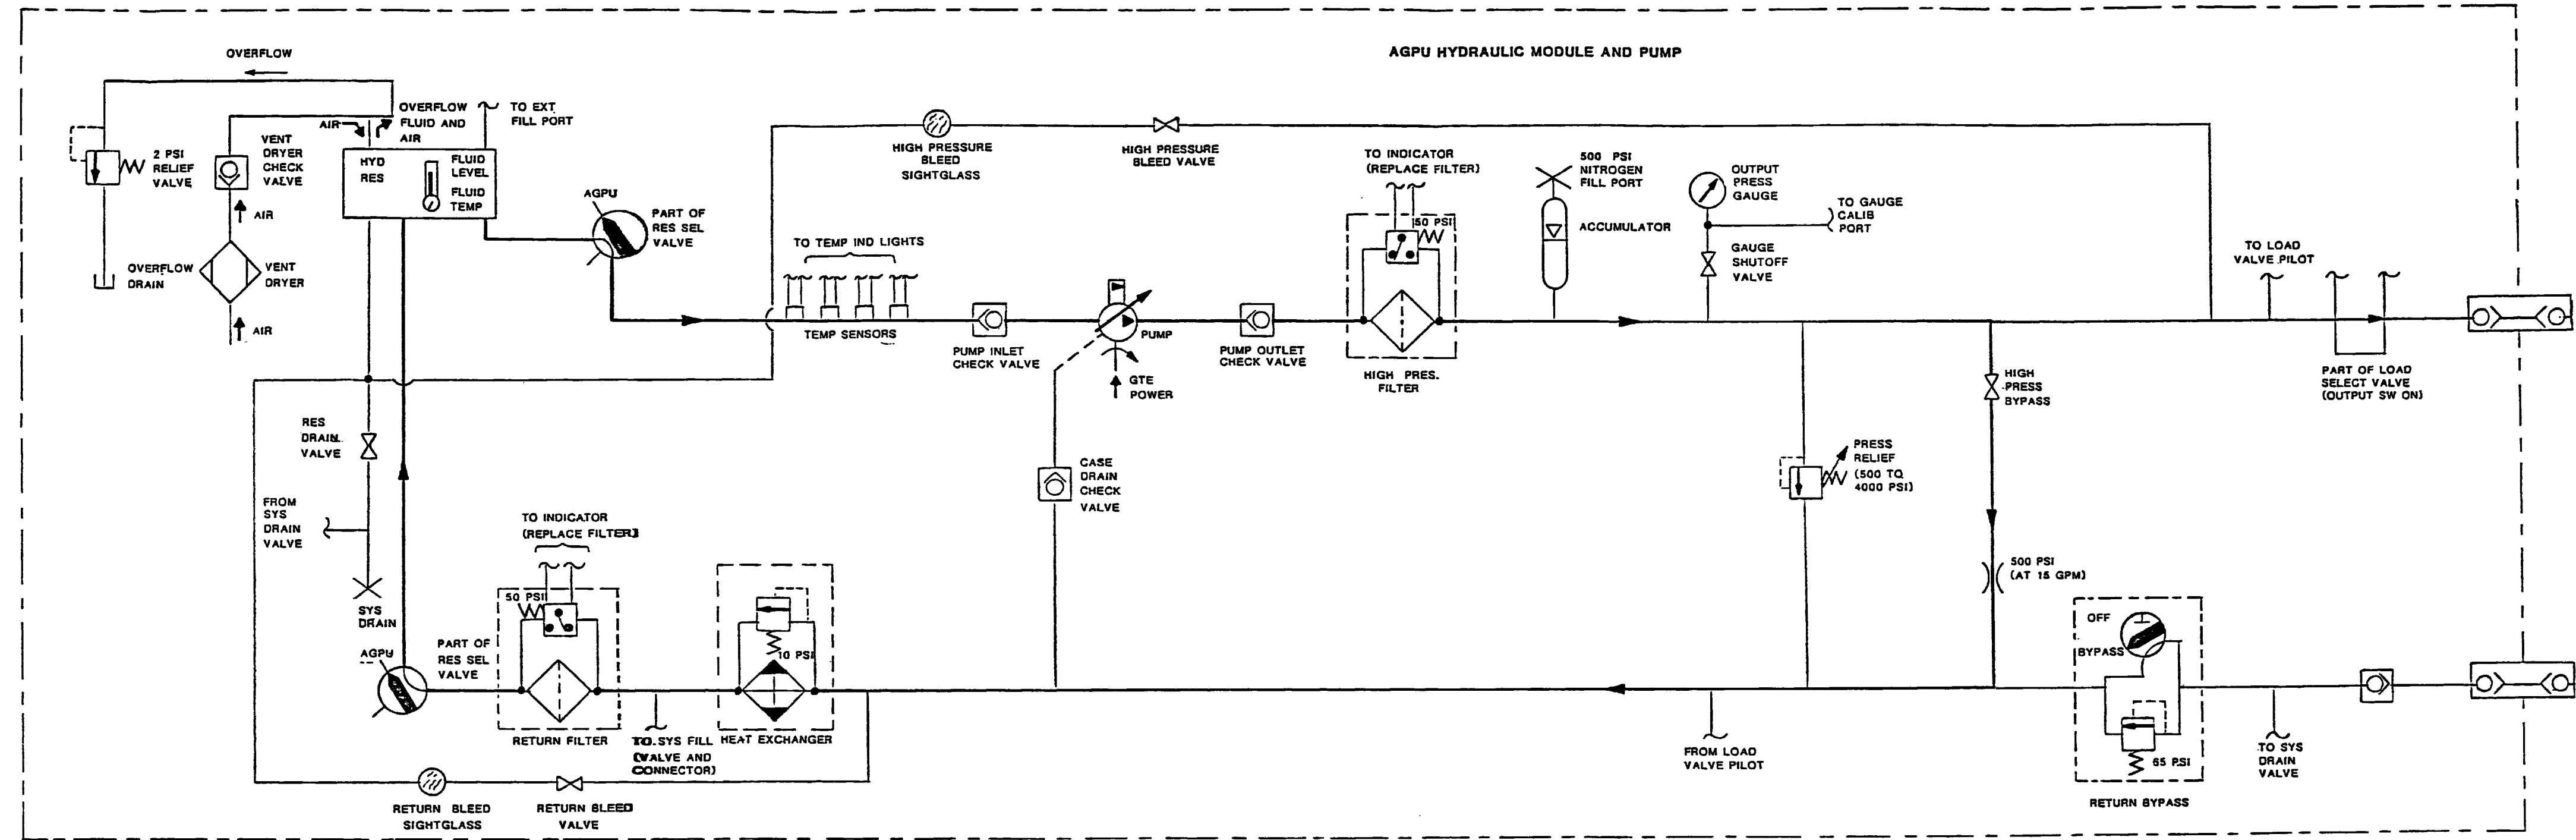 AGPU HYDRAULIC MODULE AND PUMP
OVERFLOW
OVERFLOW
FLUID AND
AIR
AIR
TO EXT
FILL PORT
2 PSI
RELIEF
VALVE
VENT
DRYER
CHECK
VALVE
HYD
RES
FLUID
LEVEL
FLUID
TEMP
AIR
OVERFLOW
DRAIN
VENT
DRYER
AIR
AGPU
PART OF
RES SEL
VALVE
HIGH PRESSURE
BLEED
SIGHTGLASS
HIGH PRESSURE
BLEED VALVE
TO TEMP IND LIGHTS
TEMP SENSORS
PUMP INLET
CHECK VALVE
PUMP
GTE
POWER
PUMP OUTLET
CHECK VALVE
TO INDICATOR
(REPLACE FILTER)
50 PSI
HIGH PRES.
FILTER
500 PSI
NITROGEN
FILL PORT
ACCUMULATOR
OUTPUT
PRESS
GAUGE
TO GAUGE
CALIB
PORT
GAUGE
SHUTOFF
VALVE
TO LOAD
VALVE PILOT
PART OF LOAD
SELECT VALVE
(OUTPUT SW ON)
HIGH
PRESS
BYPASS
PRESS
RELIEF
(500 TO
4000 PSI)
500 PSI
(AT 15 GPM)
CASE
DRAIN
CHECK
VALVE
RES
DRAIN
VALVE
FROM
SYS
DRAIN
VALVE
SYS
DRAIN
AGPU
PART OF
RES SEL
VALVE
TO INDICATOR
(REPLACE FILTER)
50 PSI
RETURN FILTER
TO SYS FILL
(VALVE AND
CONNECTOR)
10 PSI
HEAT EXCHANGER
RETURN BLEED
SIGHTGLASS
RETURN BLEED
VALVE
FROM LOAD
VALVE PILOT
OFF
BYPASS
65 PSI
RETURN BYPASS
TO SYS
DRAIN
VALVE